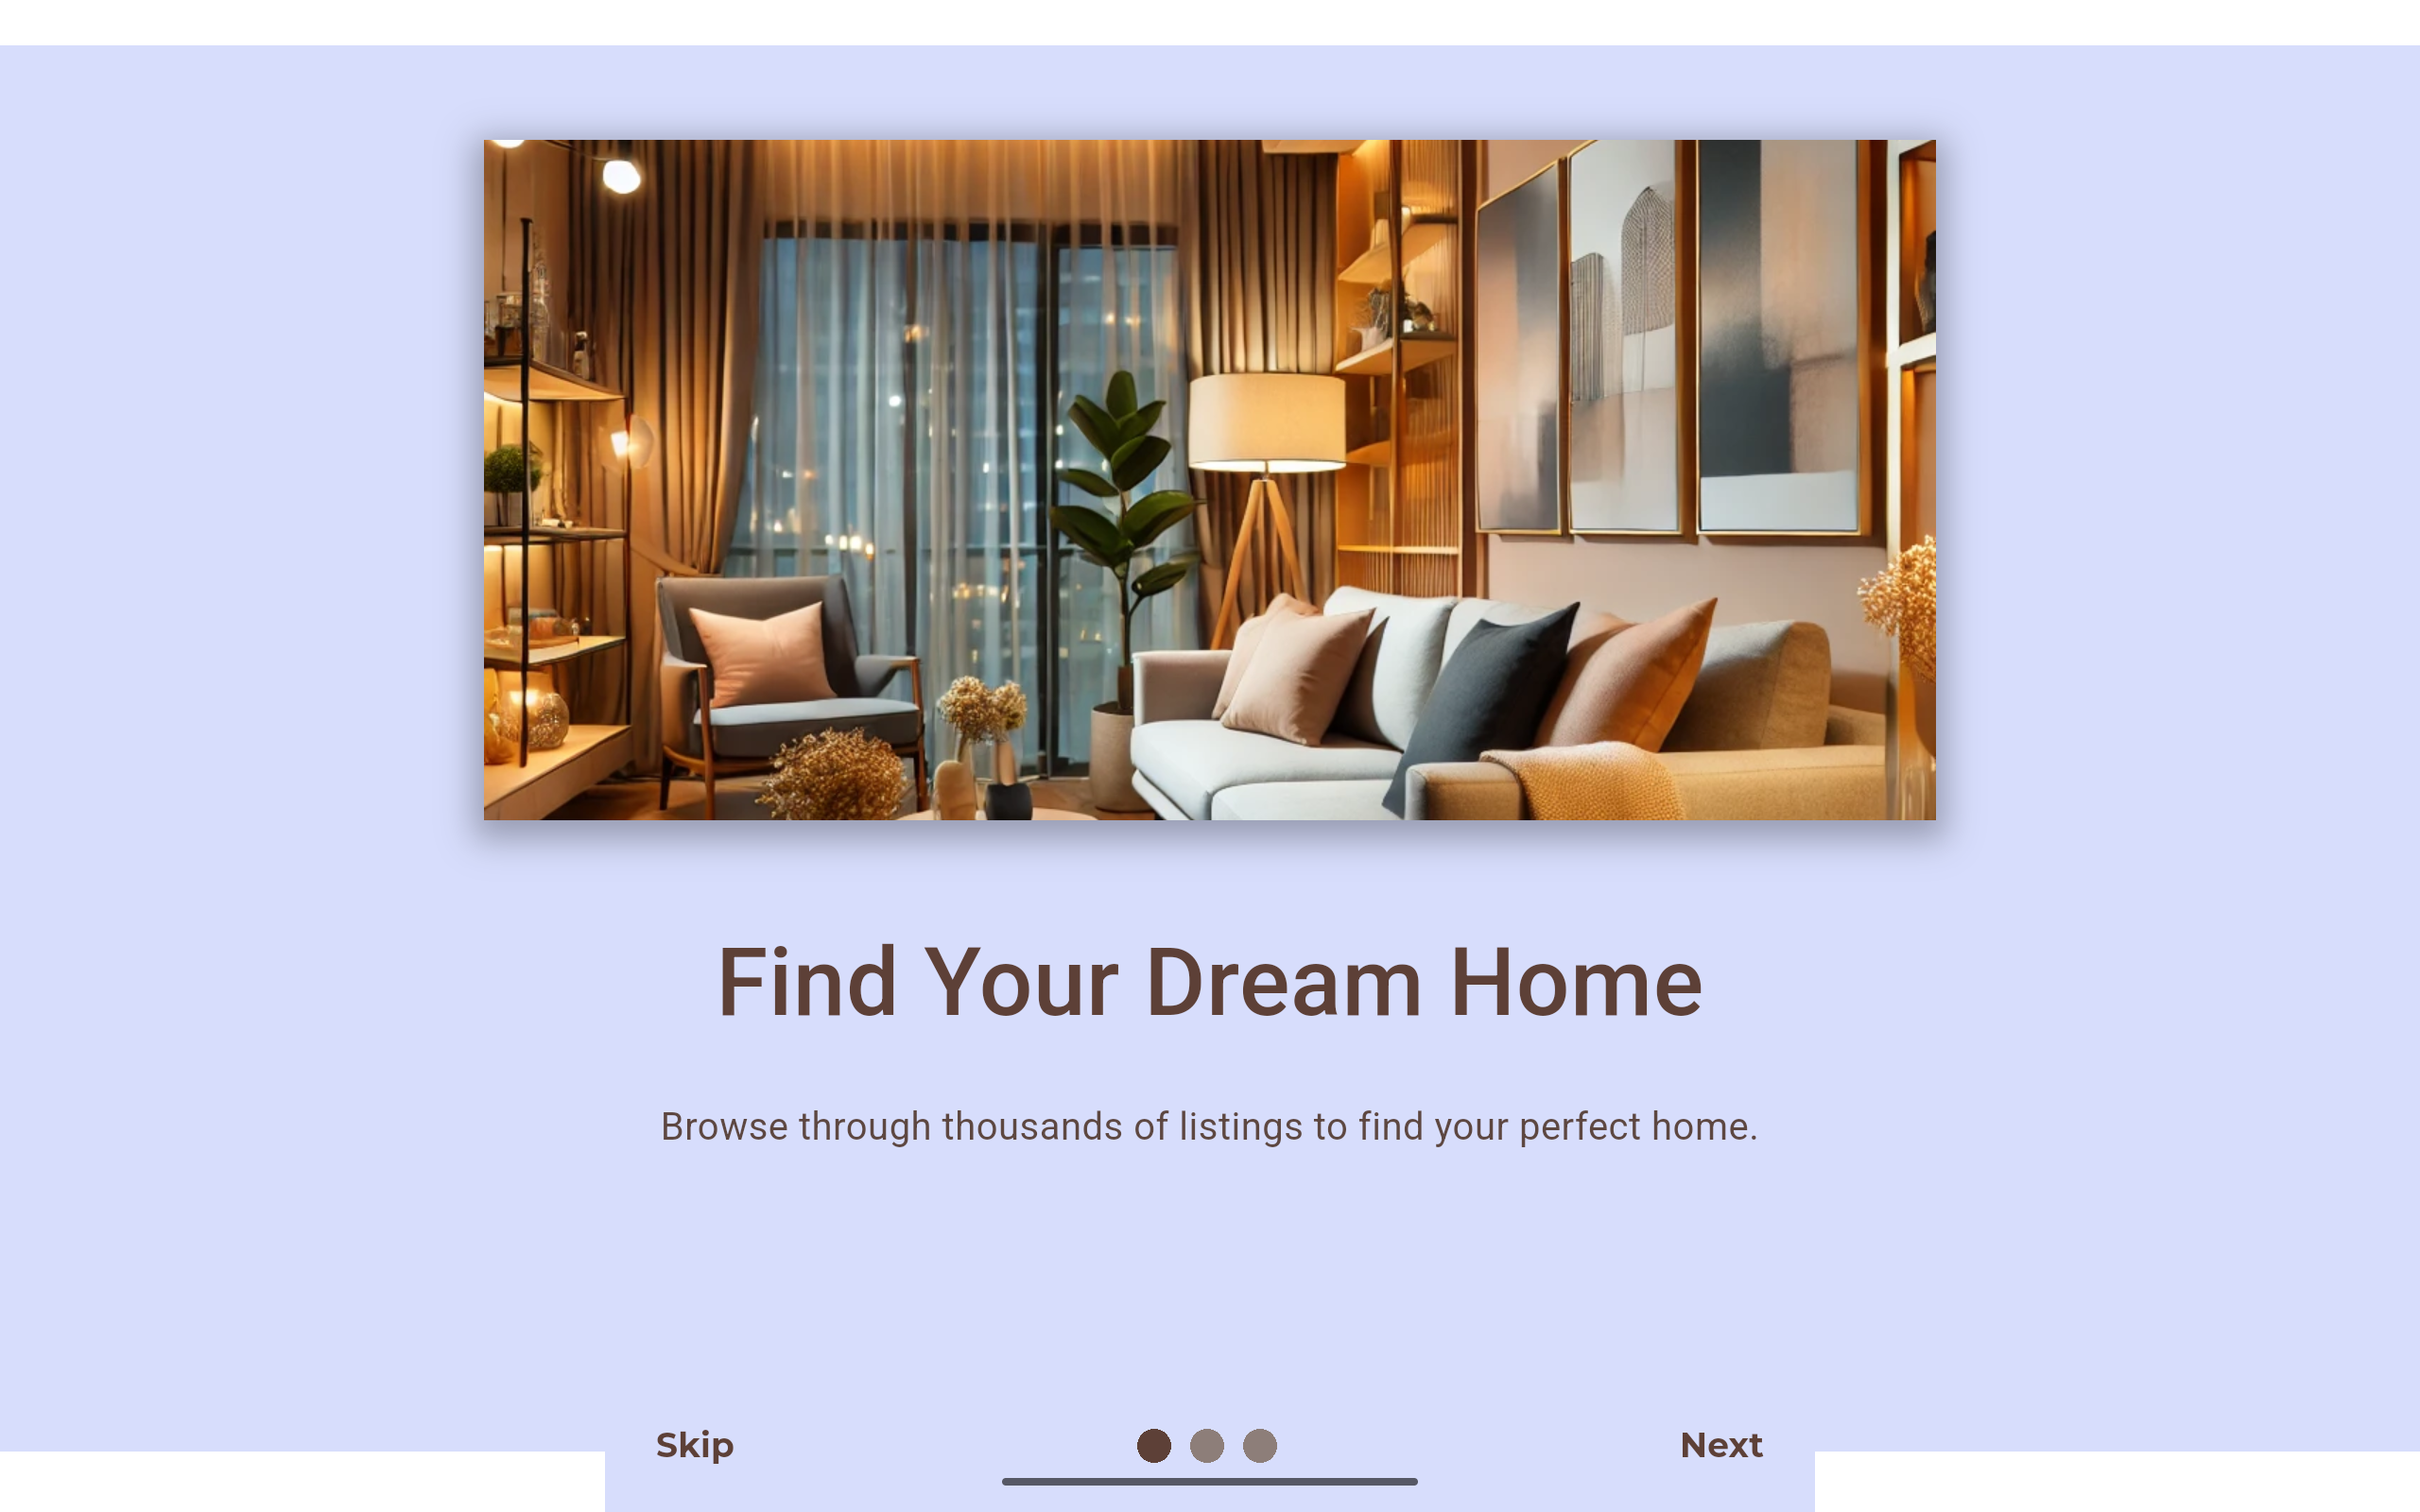 Find Your Dream Home
Browse through thousands of listings to find your perfect home.
Skip
Next